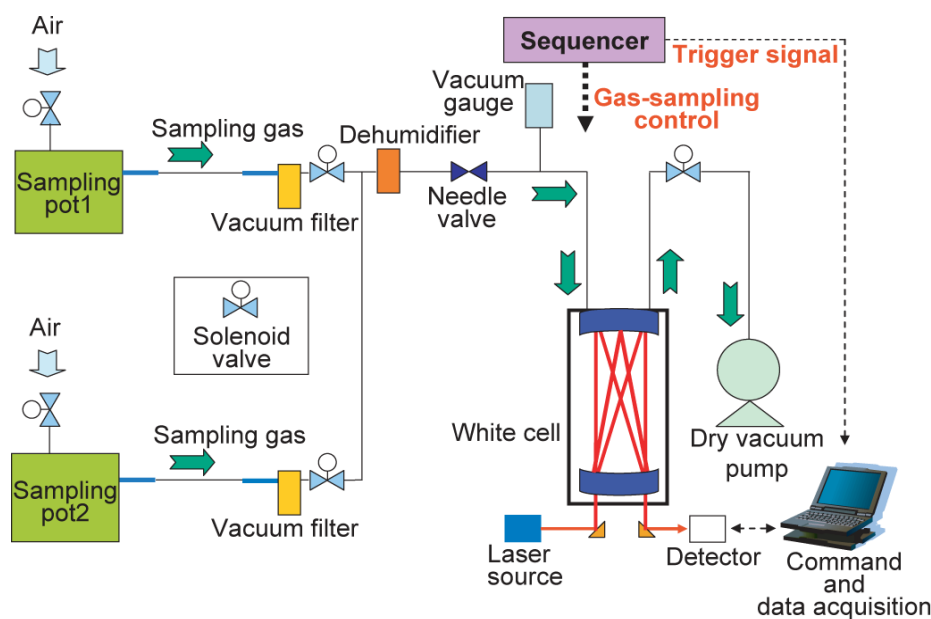 Air
Sequencer
Trigger signal
Vacuum
gauge
Gas-sampling
control
Sampling gas
Dehumidifier
Sampling
pot1
Vacuum filter
Needle
valve
Solenoid
valve
Air
Sampling gas
White cell
Dry vacuum
pump
Sampling
pot2
Vacuum filter
Laser
source
Detector
Command
and
data acquisition